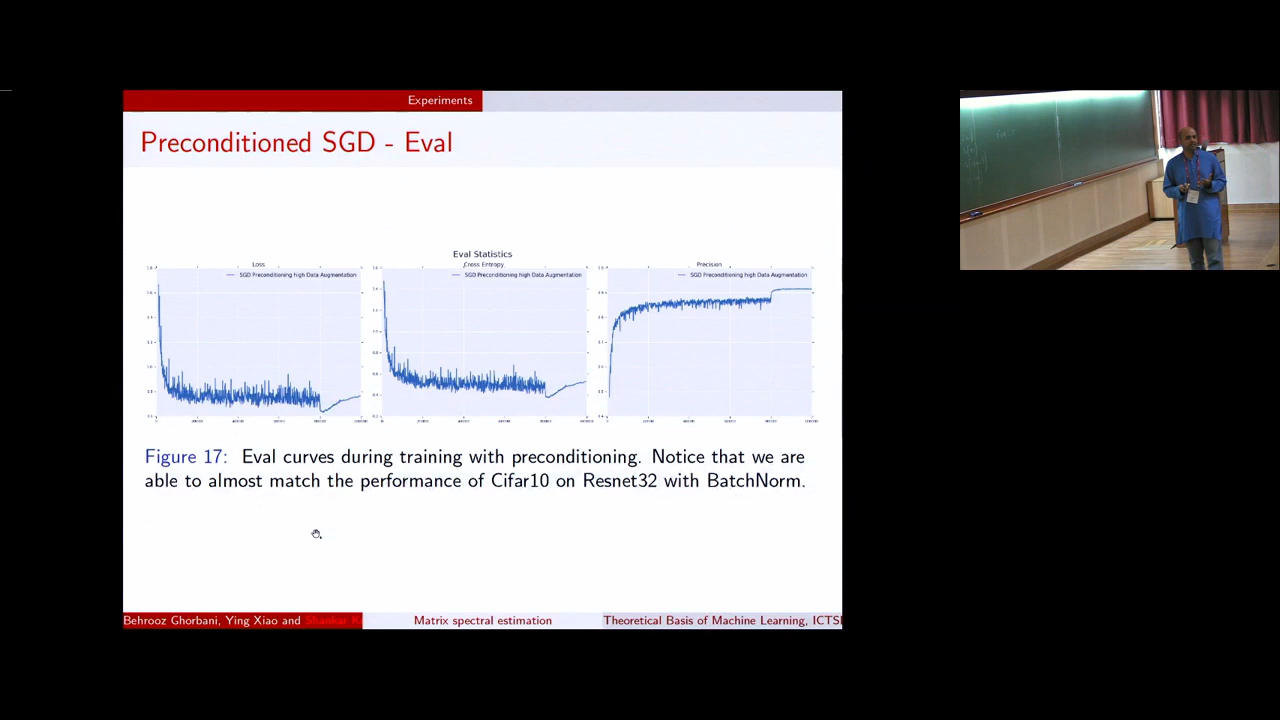 Experiments
Preconditioned SGD - Eval
Eval Statistics
Loss
Cross Entropy
Precision
SGD Preconditioning high Data Augmentation
SGD Preconditioning high Data Augmentation
SGD Preconditioning high Data Augmentation
Figure 17: Eval curves during training with preconditioning. Notice that we are
able to almost match the performance of Cifar10 on Resnet32 with BatchNorm.
Behrooz Ghorbani, Ying Xiao and Shankar
Matrix spectral estimation
Theoretical Basis of Machine Learning, ICTS